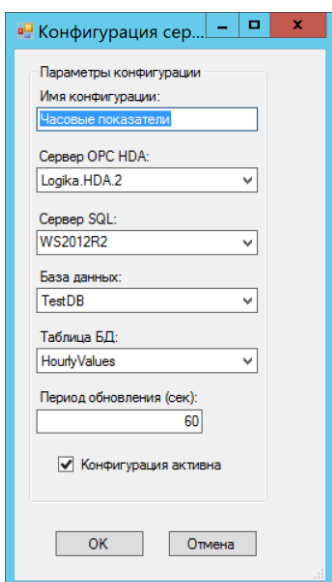 Конфигурация сер...
Параметры конфигурации
Имя конфигурации:
Часовые показатели
Сервер OPC HDA:
Logika.HDA.2
Сервер SQL:
WS2012R2
База данных:
TestDB
Таблица БД:
HourlyValues
Период обновления (сек):
60
Конфигурация активна
OK Отмена